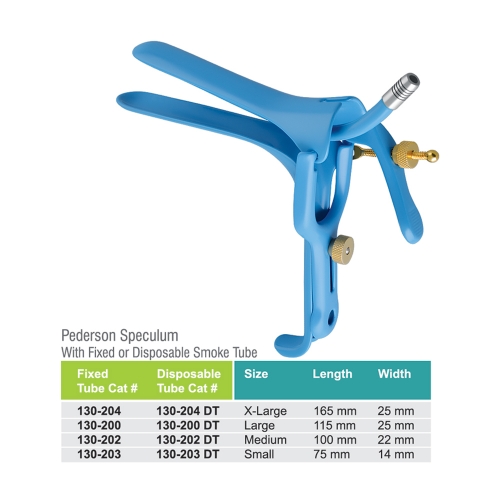 Pederson Speculum
With Fixed or Disposable Smoke Tube
Fixed Tube Cat # Disposable Tube Cat # Size Length Width
130-204 130-204 DT X-Large 165 mm 25 mm
130-200 130-200 DT Large 115 mm 25 mm
130-202 130-202 DT Medium 100 mm 22 mm
130-203 130-203 DT Small 75 mm 14 mm